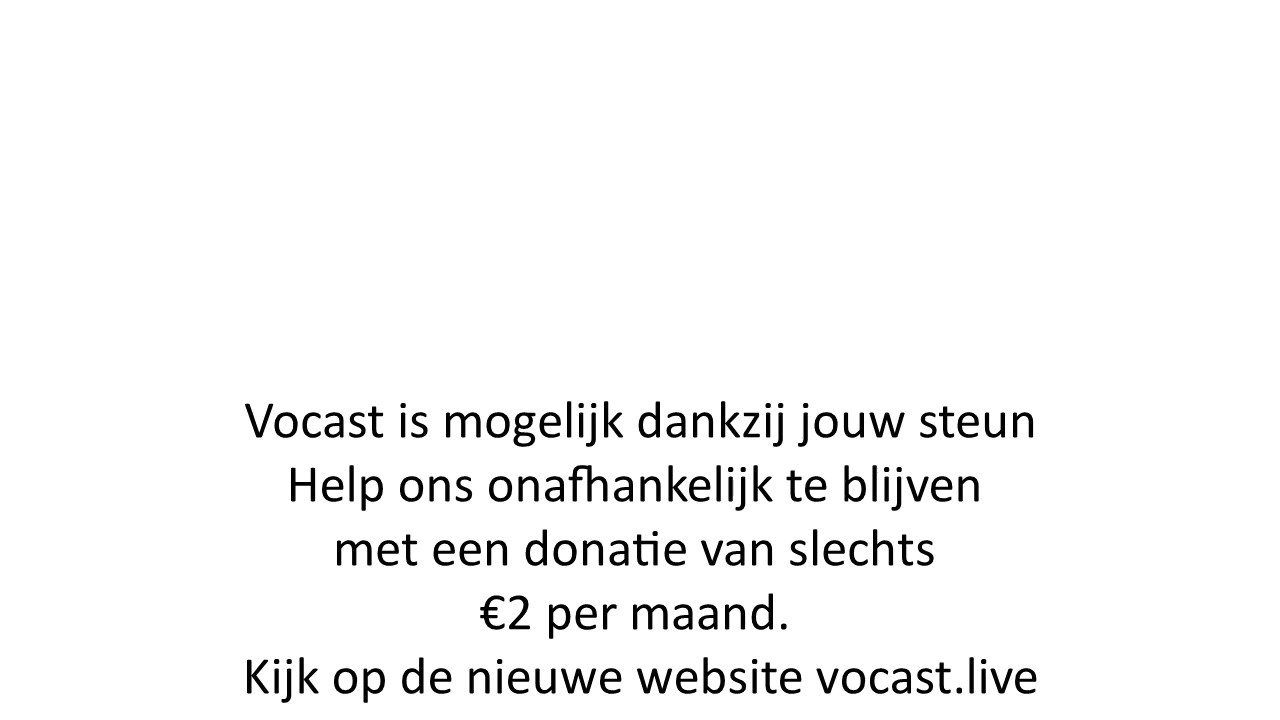 Vocast is mogelijk dankzij jouw steun
Help ons onafhankelijk te blijven
met een donatie van slechts
€2 per maand.
Kijk op de nieuwe website vocast.live